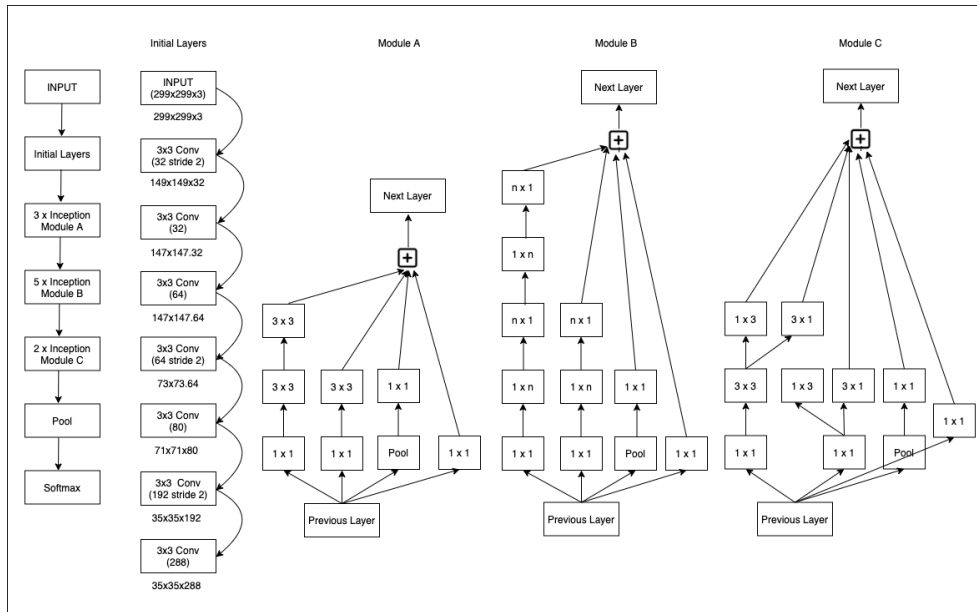 Initial Layers
Module A
Module B
Module C
INPUT
Initial Layers
3 x Inception
Module A
5 x Inception
Module B
2 x Inception
Module C
Pool
Softmax
INPUT
(299x299x3)
299x299x3
3x3 Conv
(32 stride 2)
149x149x32
3x3 Conv
(32)
147x147.32
3x3 Conv
(64)
147x147.64
3x3 Conv
(64 stride 2)
73x73.64
3x3 Conv
(80)
71x71x80
3x3 Conv
(192 stride 2)
35x35x192
3x3 Conv
(288)
35x35x288
Next Layer
+
3 x 3
3 x 3
3 x 3
1 x 1
1 x 1
1 x 1
Pool
1 x 1
Previous Layer
Next Layer
+
n x 1
1 x n
n x 1
n x 1
1 x n
1 x n
1 x 1
1 x 1
1 x 1
Pool
1 x 1
Previous Layer
Next Layer
+
1 x 3
3 x 1
3 x 3
1 x 3
3 x 1
1 x 1
1 x 1
1 x 1
1 x 1
Pool
Previous Layer